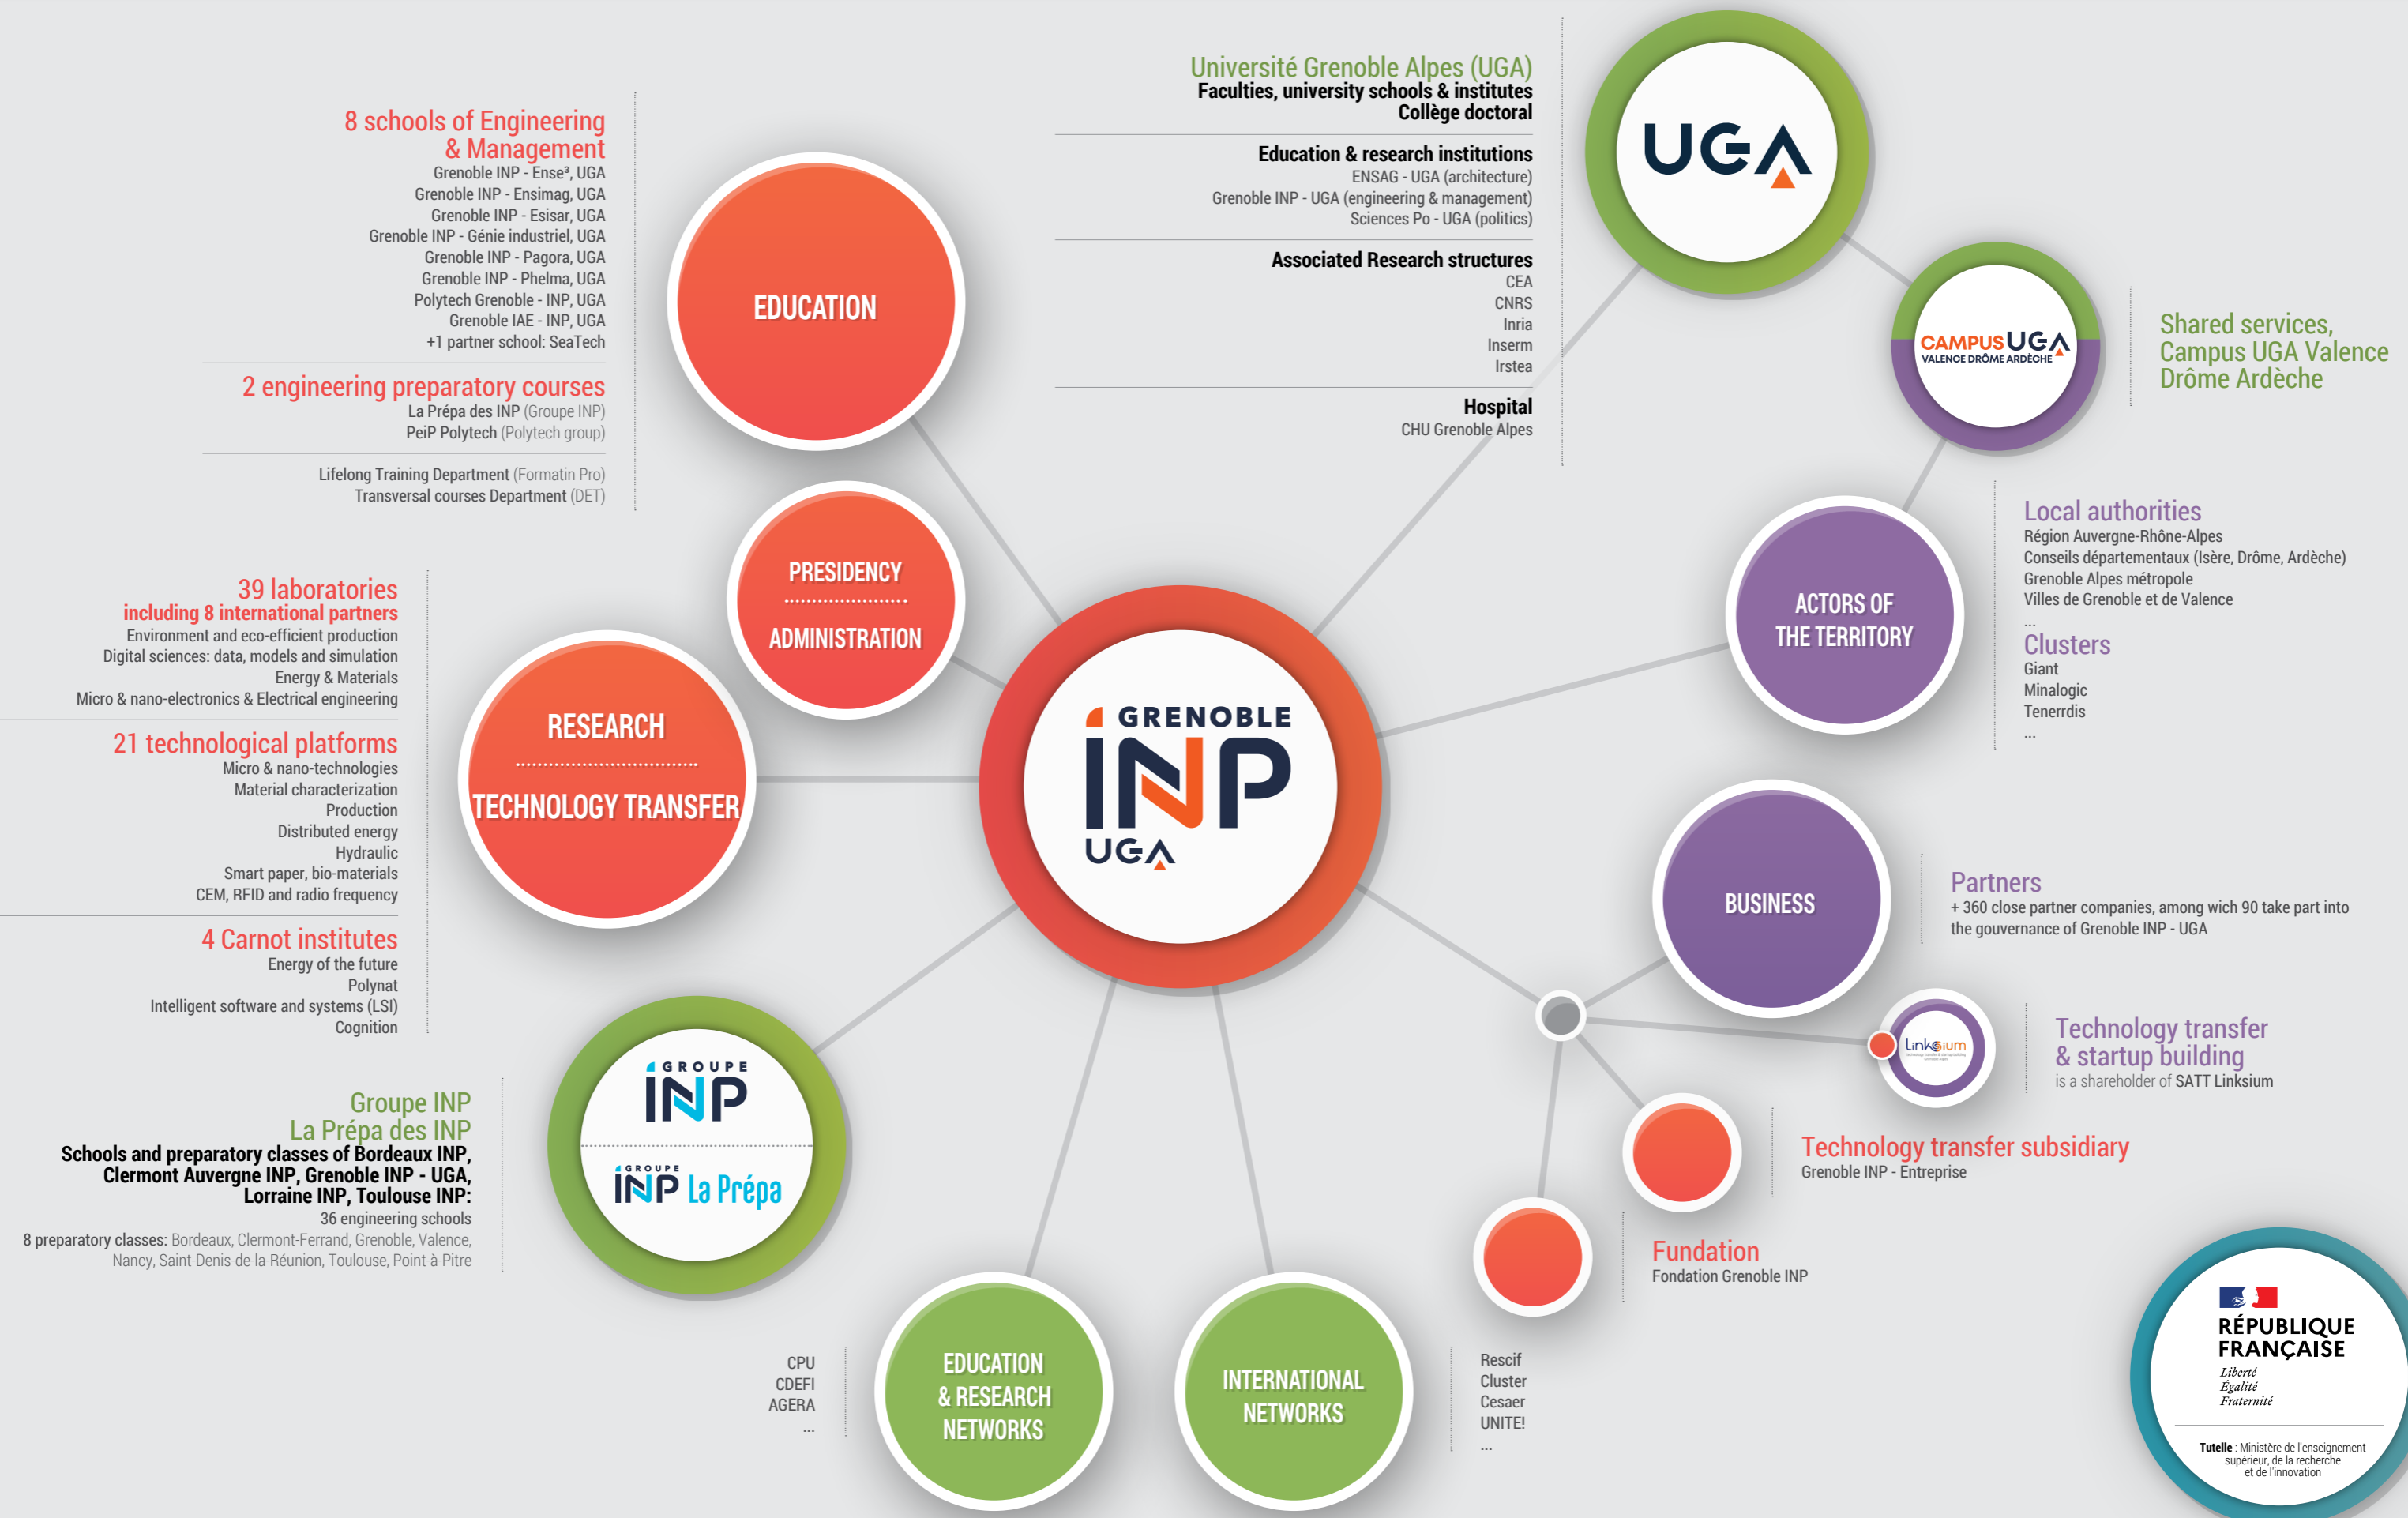 8 schools of Engineering
& Management
Grenoble INP - Ense³, UGA
Grenoble INP - Ensimag, UGA
Grenoble INP - Esisar, UGA
Grenoble INP - Génie industriel, UGA
Grenoble INP - Pagora, UGA
Grenoble INP - Phelma, UGA
Polytech Grenoble - INP, UGA
Grenoble IAE - INP, UGA
+1 partner school: SeaTech
2 engineering preparatory courses
La Prépa des INP (Groupe INP)
PeiP Polytech (Polytech group)
Lifelong Training Department (Formatin Pro)
Transversal courses Department (DET)
EDUCATION
PRESIDENCY
ADMINISTRATION
39 laboratories
including 8 international partners
Environment and eco-efficient production
Digital sciences: data, models and simulation
Energy & Materials
Micro & nano-electronics & Electrical engineering
21 technological platforms
Micro & nano-technologies
Material characterization
Production
Distributed energy
Hydraulic
Smart paper, bio-materials
CEM, RFID and radio frequency
4 Carnot institutes
Energy of the future
Polynat
Intelligent software and systems (LSI)
Cognition
RESEARCH
TECHNOLOGY TRANSFER
Groupe INP
La Prépa des INP
Schools and preparatory classes of Bordeaux INP,
Clermont Auvergne INP, Grenoble INP - UGA,
Lorraine INP, Toulouse INP:
36 engineering schools
8 preparatory classes: Bordeaux, Clermont-Ferrand, Grenoble, Valence,
Nancy, Saint-Denis-de-la-Réunion, Toulouse, Point-à-Pitre
GROUPE
INP
GROUPE
INP La Prépa
Université Grenoble Alpes (UGA)
Faculties, university schools & institutes
Collège doctoral
Education & research institutions
ENSAG - UGA (architecture)
Grenoble INP - UGA (engineering & management)
Sciences Po - UGA (politics)
Associated Research structures
CEA
CNRS
Inria
Inserm
Irstea
Hospital
CHU Grenoble Alpes
UGA
CAMPUS UGA
VALENCE DRÔME ARDÈCHE
Shared services,
Campus UGA Valence
Drôme Ardèche
GRENOBLE
INP
UGA
ACTORS OF
THE TERRITORY
Local authorities
Région Auvergne-Rhône-Alpes
Conseils départementaux (Isère, Drôme, Ardèche)
Grenoble Alpes métropole
Villes de Grenoble et de Valence
...
Clusters
Giant
Minalogic
Tenerrdis
...
BUSINESS
Partners
+ 360 close partner companies, among wich 90 take part into
the gouvernance of Grenoble INP - UGA
Linksium
Technology transfer
& startup building
is a shareholder of SATT Linksium
Technology transfer subsidiary
Grenoble INP - Entreprise
Fundation
Fondation Grenoble INP
CPU
CDEFI
AGERA
...
EDUCATION
& RESEARCH
NETWORKS
INTERNATIONAL
NETWORKS
Rescif
Cluster
Cesaer
UNITE!
...
RÉPUBLIQUE
FRANÇAISE
Liberté
Égalité
Fraternité
Tutelle : Ministère de l'enseignement
supérieur, de la recherche
et de l'innovation